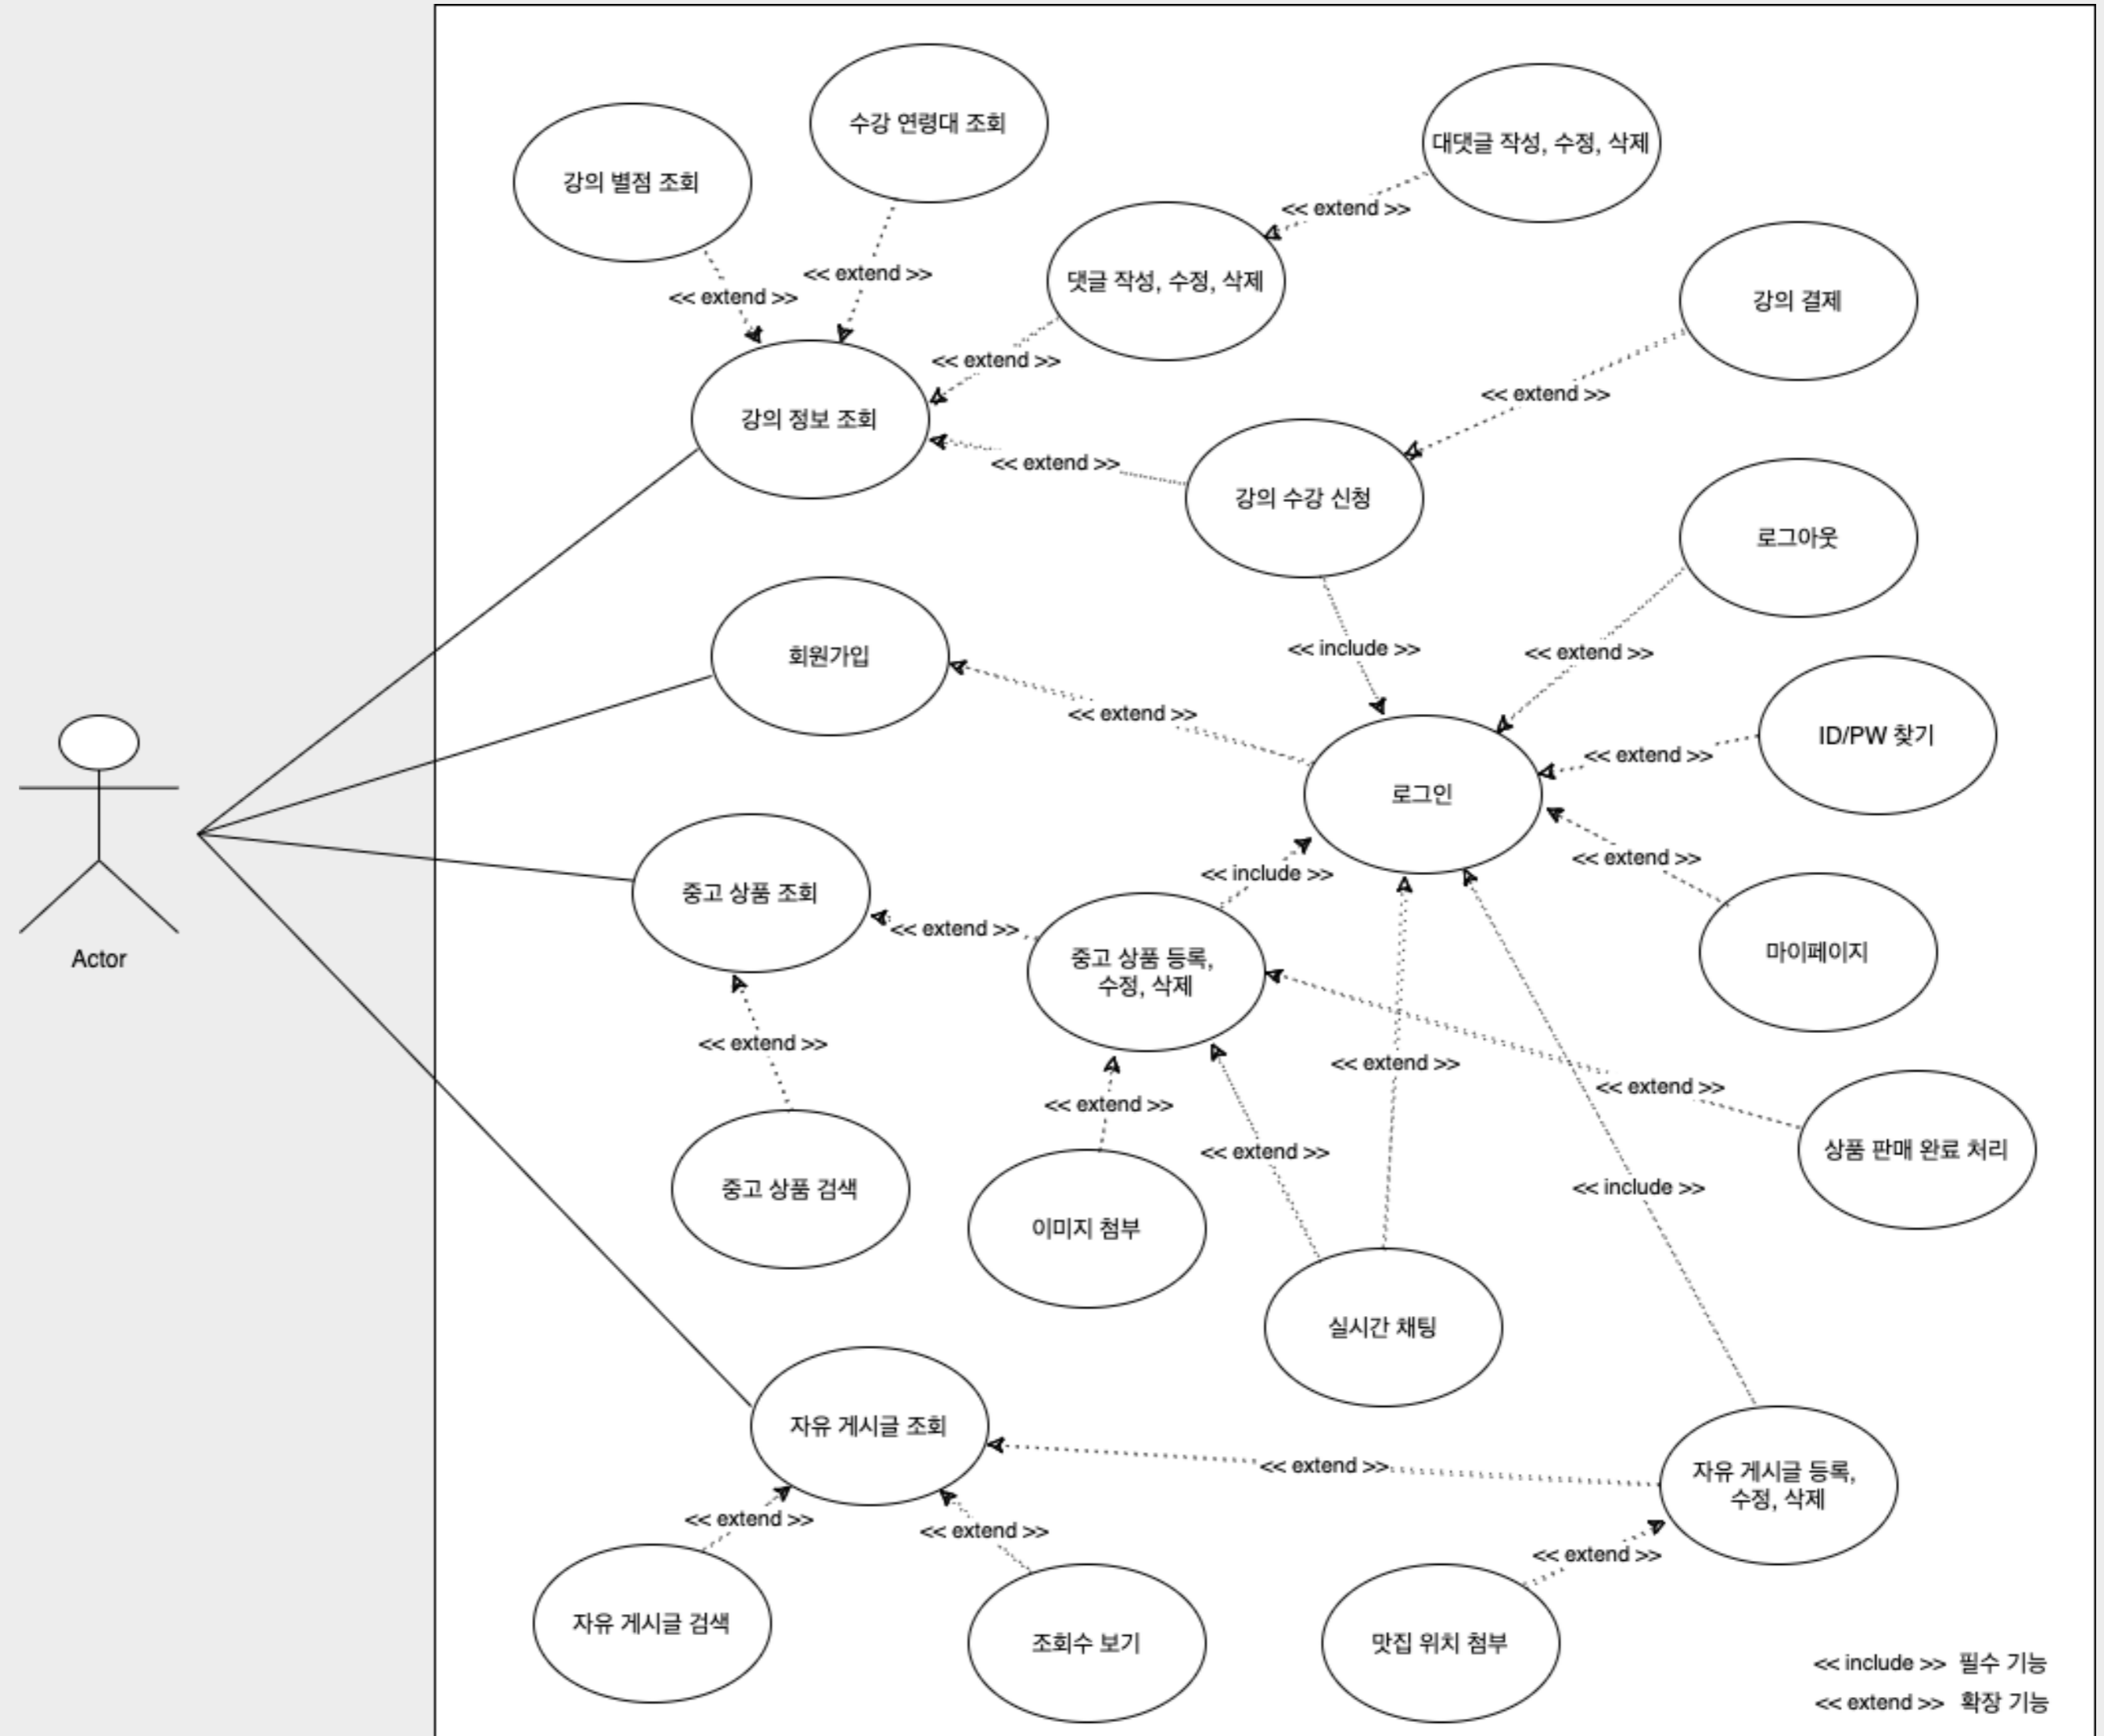 수강 연령대 조회
대댓글 작성, 수정, 삭제
강의 별점 조회
<< extend >>
<< extend >>
<< extend >>
댓글 작성, 수정, 삭제
강의 결제
<< extend >>
<< extend >>
강의 정보 조회
<< extend >>
강의 수강 신청
로그아웃
<< include >>
<< extend >>
회원가입
<< extend >>
ID/PW 찾기
<< extend >>
로그인
<< extend >>
<< include >>
중고 상품 조회
<< extend >>
중고 상품 등록,
수정, 삭제
마이페이지
Actor
<< extend >>
<< extend >>
<< extend >>
<< extend >>
<< extend >>
상품 판매 완료 처리
<< include >>
중고 상품 검색
이미지 첨부
실시간 채팅
자유 게시글 조회
<< extend >>
자유 게시글 등록,
수정, 삭제
<< extend >>
<< extend >>
<< extend >>
자유 게시글 검색
조회수 보기
맛집 위치 첨부
<< include >> 필수 기능
<< extend >> 확장 기능